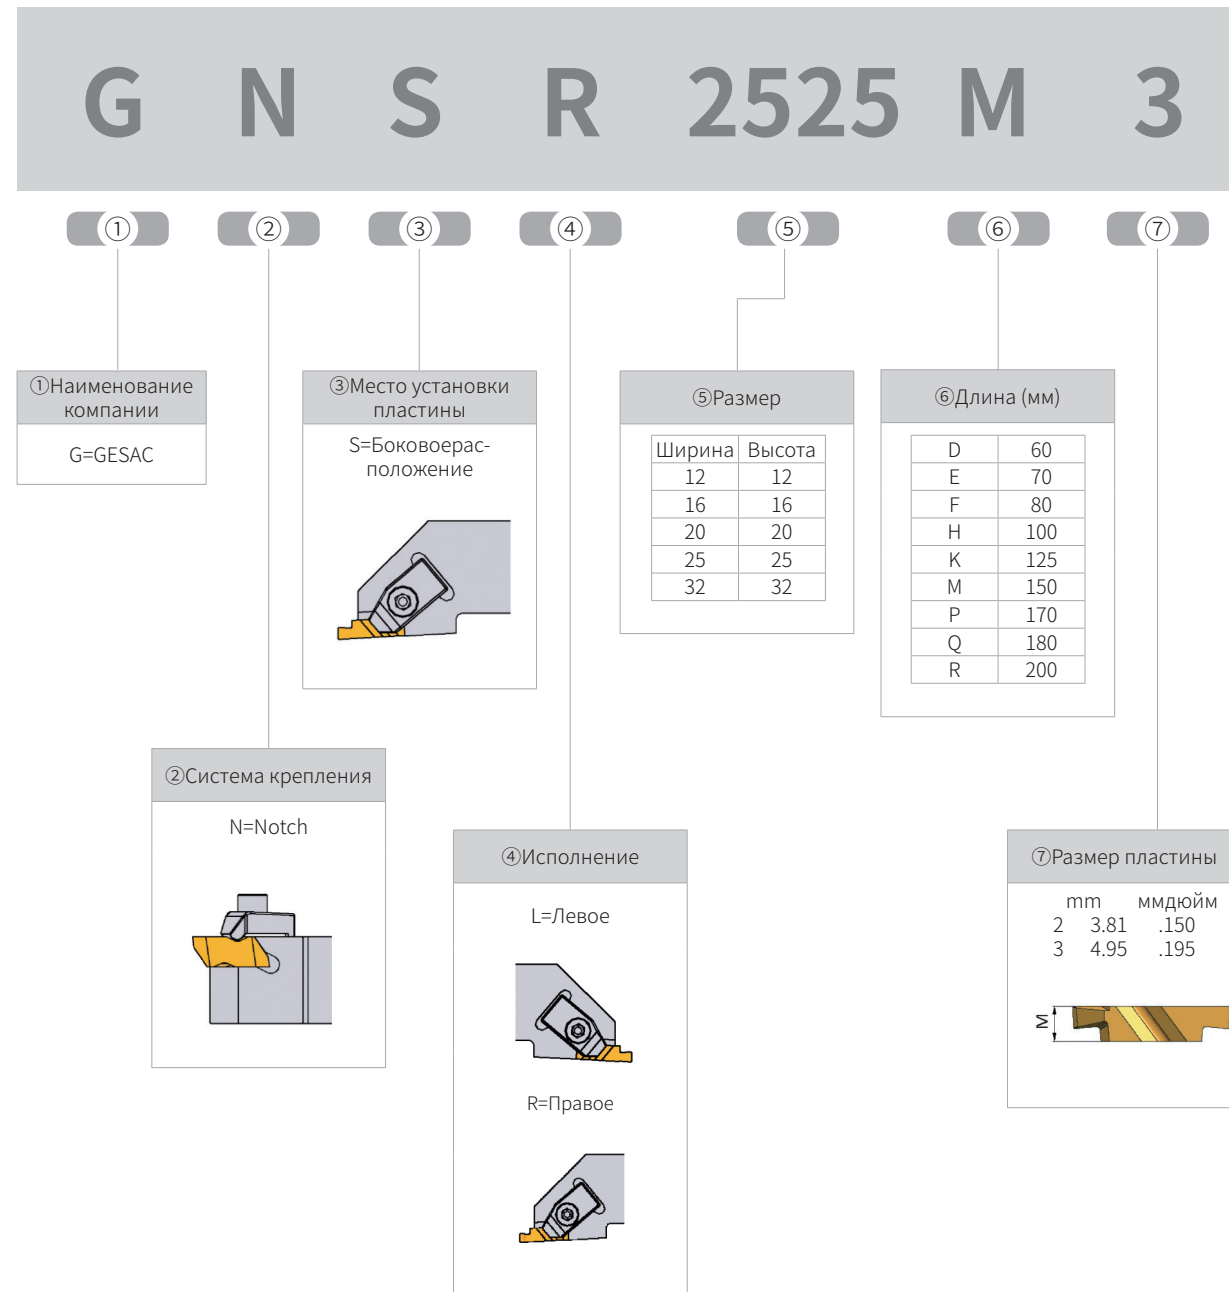 G N S R 2525 M 3
① ② ③ ④ ⑤ ⑥ ⑦
①Наименование
компании
G=GESAC
③Место установки
пластины
S=Боковоерас-
положение
⑤Размер
Ширина Высота
12 12
16 16
20 20
25 25
32 32
⑥Длина (мм)
D 60
E 70
F 80
H 100
K 125
M 150
P 170
Q 180
R 200
②Система крепления
N=Notch
④Исполнение
L=Левое
R=Правое
⑦Размер пластины
mm ммдюйм
2 3.81 .150
3 4.95 .195
M